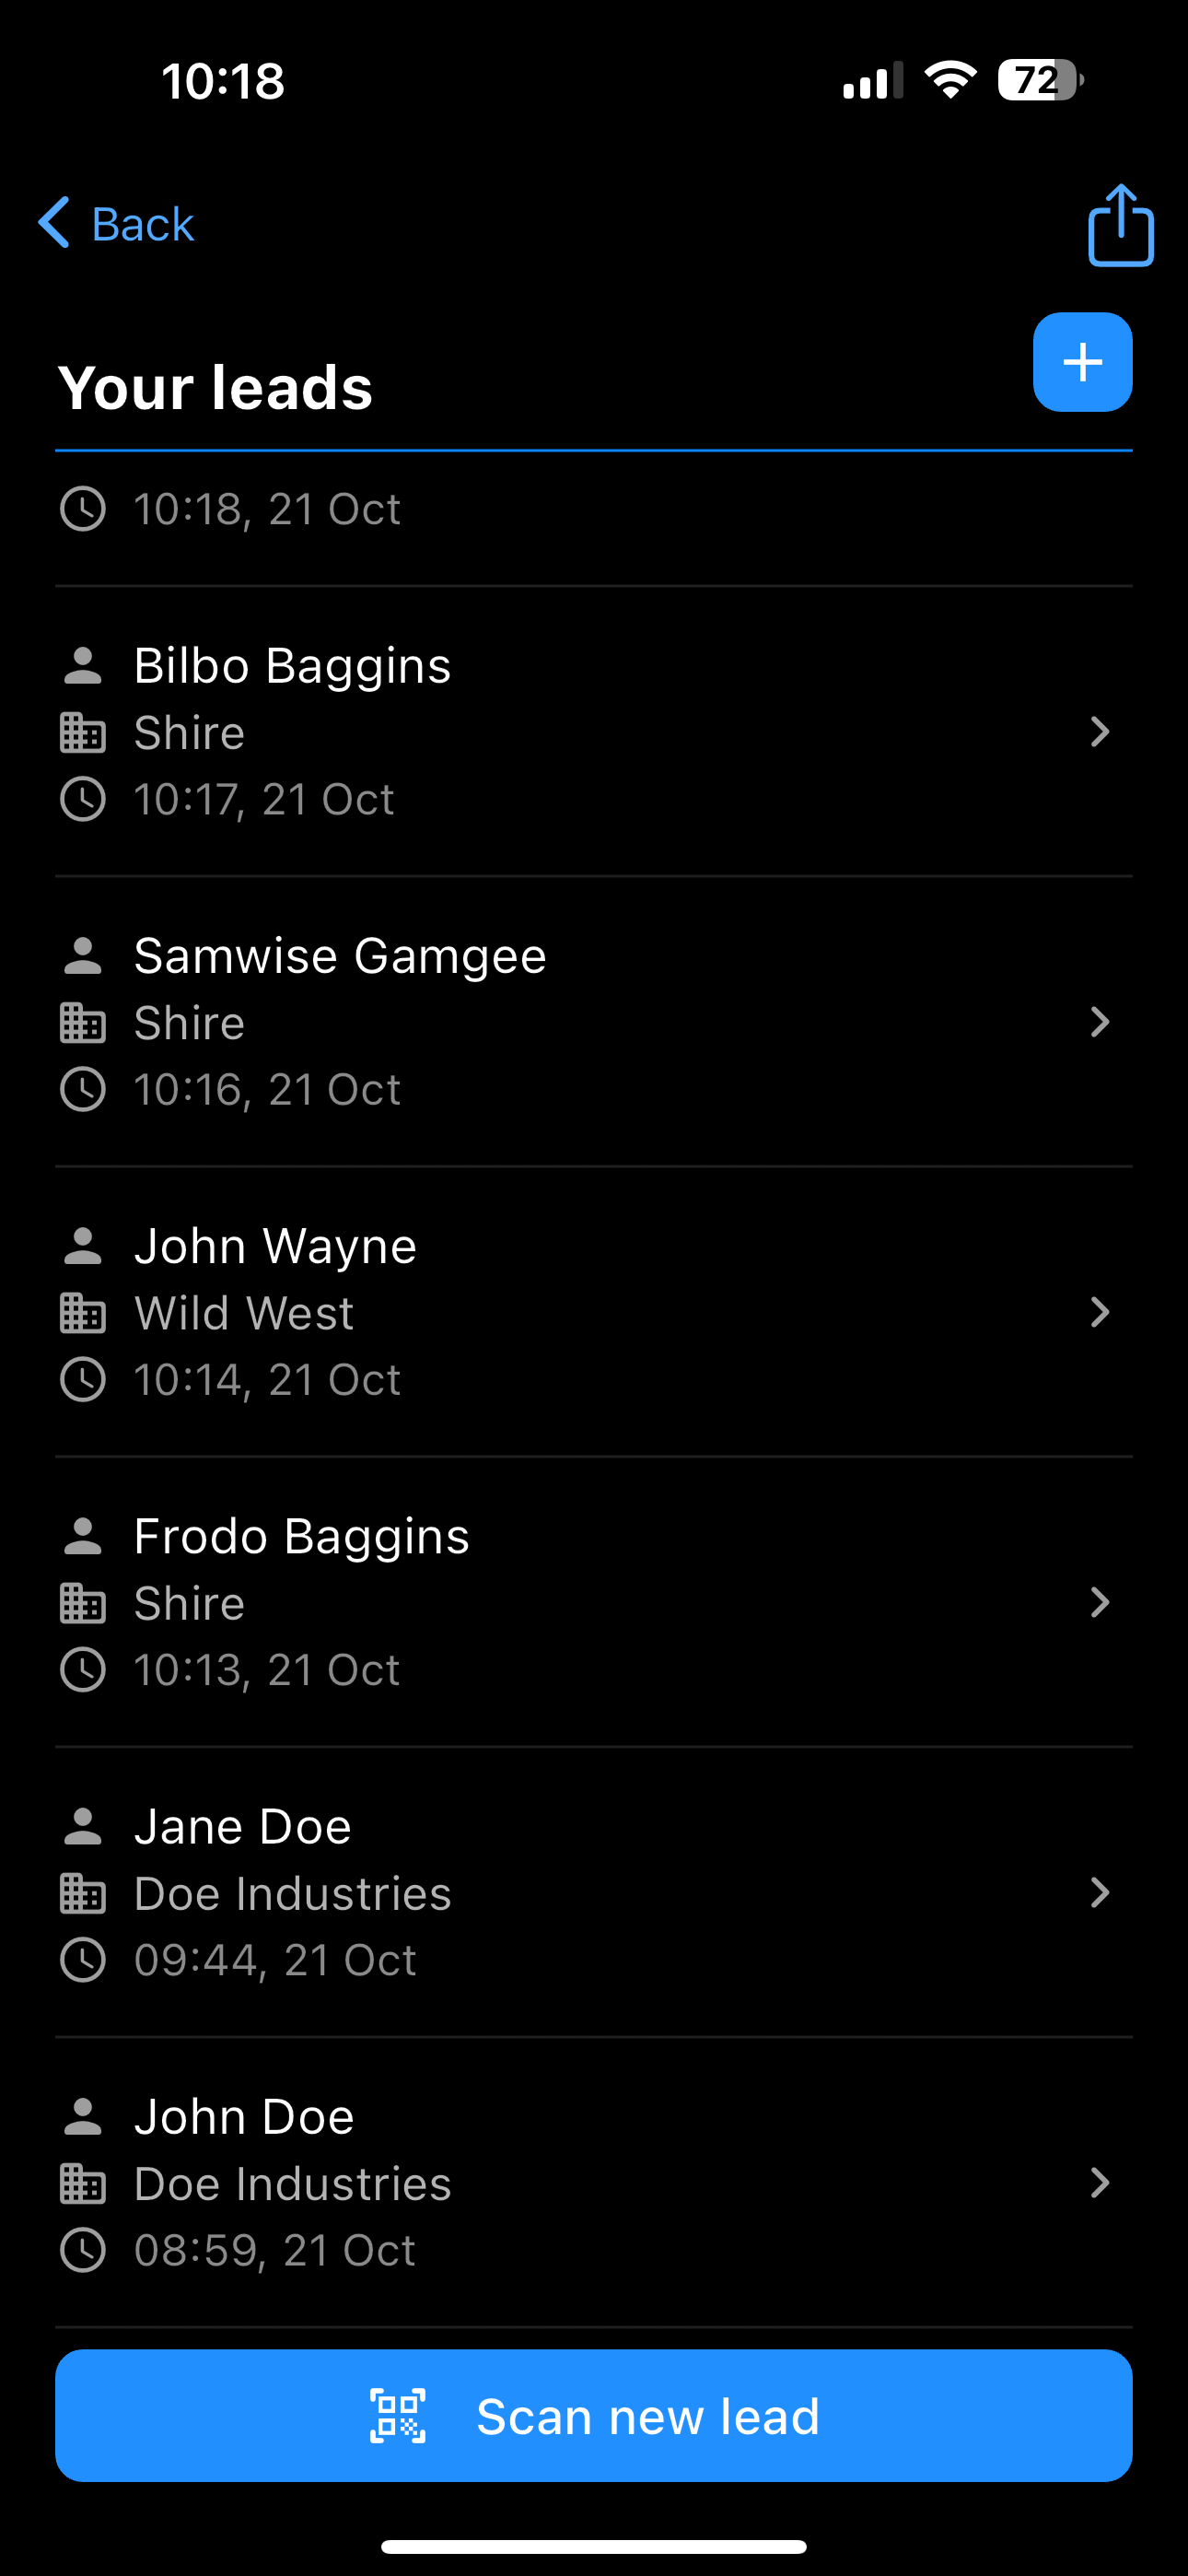 10:18
72
Back
Your leads
10:18, 21 Oct
Bilbo Baggins
Shire
10:17, 21 Oct
Samwise Gamgee
Shire
10:16, 21 Oct
John Wayne
Wild West
10:14, 21 Oct
Frodo Baggins
Shire
10:13, 21 Oct
Jane Doe
Doe Industries
09:44, 21 Oct
John Doe
Doe Industries
08:59, 21 Oct
Scan new lead